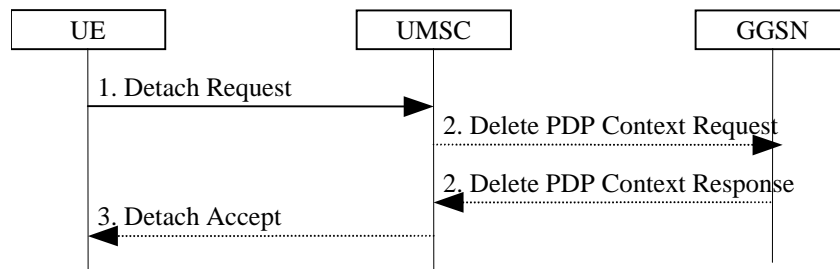 UE
UMSC
GGSN
1. Detach Request
2. Delete PDP Context Request
2. Delete PDP Context Response
3. Detach Accept